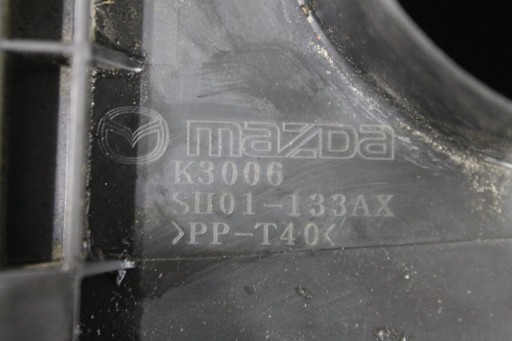 mazda
K3006
SH01-133AX
>PP-T40<